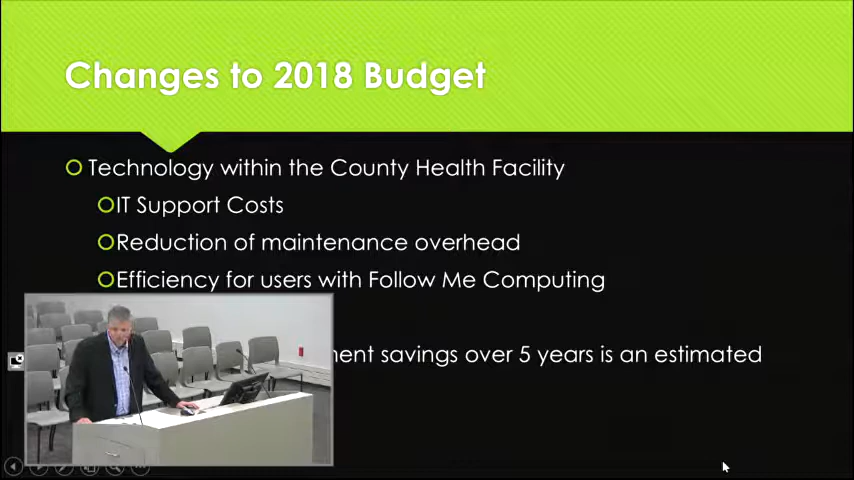 Changes to 2018 Budget
Technology within the County Health Facility
IT Support Costs
Reduction of maintenance overhead
Efficiency for users with Follow Me Computing
savings over 5 years is an estimated